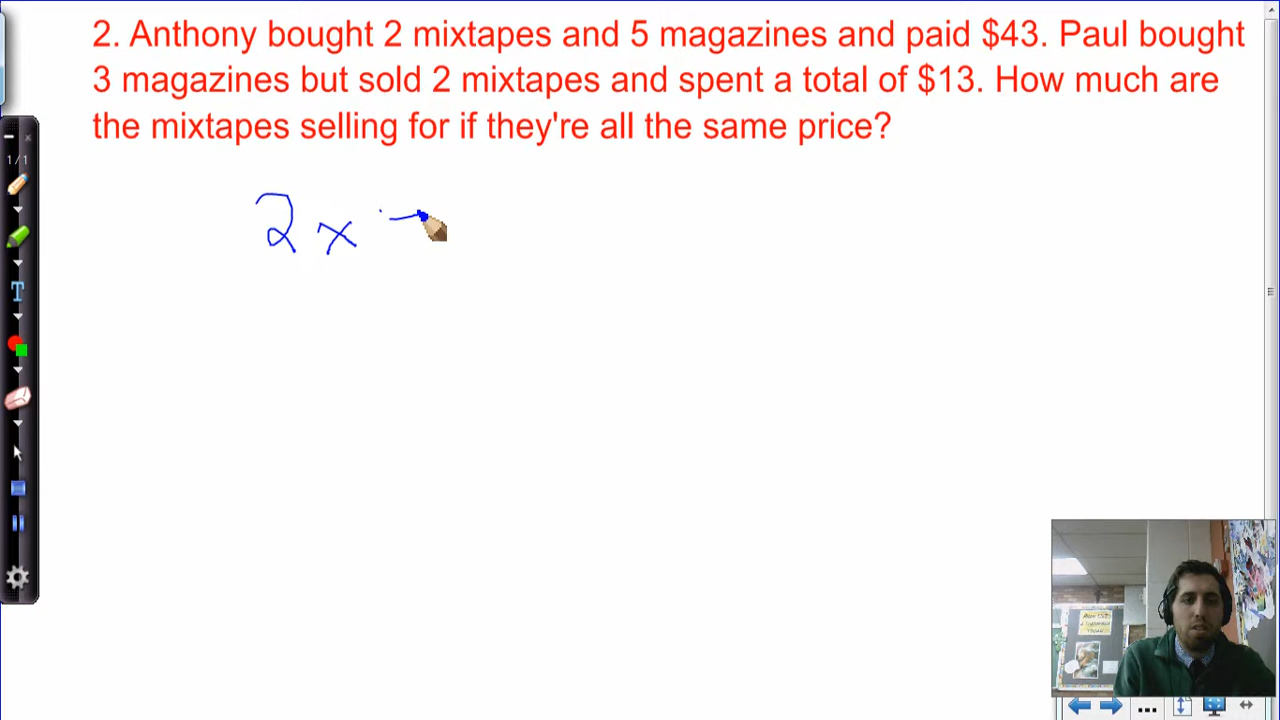 2. Anthony bought 2 mixtapes and 5 magazines and paid $43. Paul bought
3 magazines but sold 2 mixtapes and spent a total of $13. How much are
the mixtapes selling for if they're all the same price?
2x
1/1
T